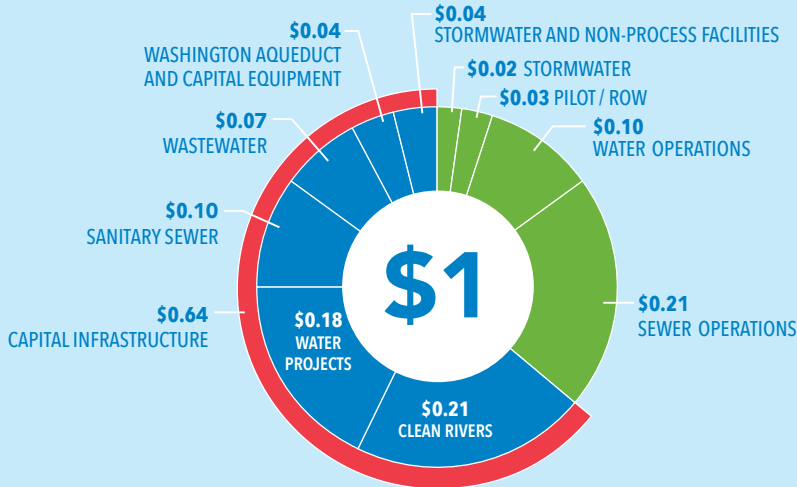 $0.04
STORMWATER AND NON-PROCESS FACILITIES
$0.04
WASHINGTON AQUEDUCT
AND CAPITAL EQUIPMENT
$0.02 STORMWATER
$0.03 PILOT / ROW
$0.07
WASTEWATER
$0.10
WATER OPERATIONS
$0.10
SANITARY SEWER
$1
$0.21
SEWER OPERATIONS
$0.64
CAPITAL INFRASTRUCTURE
$0.18
WATER
PROJECTS
$0.21
CLEAN RIVERS